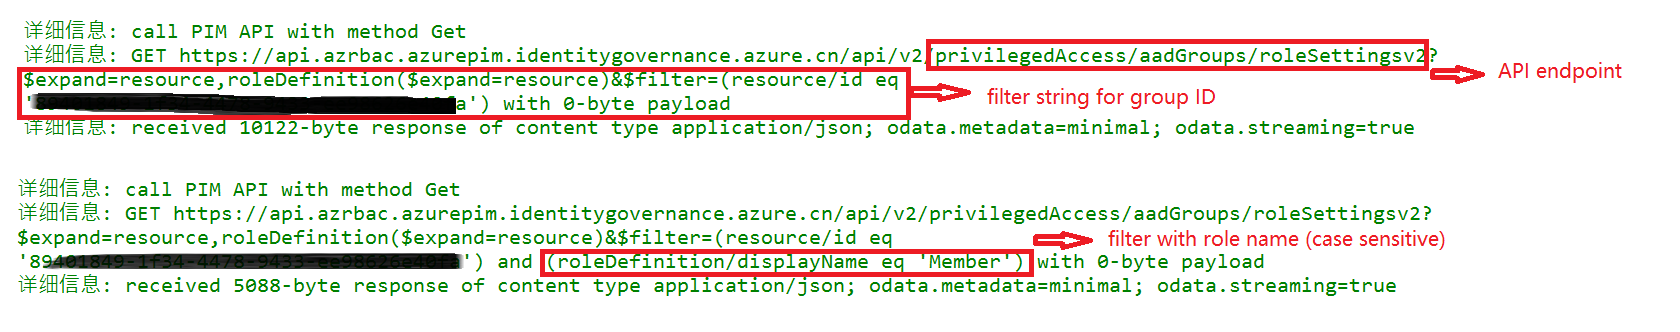 详细信息: call PIM API with method Get
详细信息: GET https://api.azrbac.azurepim.identitygovernance.azure.cn/api/v2/privilegedAccess/aadGroups/roleSettingsv2?
API endpoint
$expand=resource,roleDefinition($expand=resource)&$filter=(resource/id eq
filter string for group ID
') with 0-byte payload
详细信息: received 10122-byte response of content type application/json; odata.metadata=minimal; odata.streaming=true
详细信息: call PIM API with method Get
详细信息: GET https://api.azrbac.azurepim.identitygovernance.azure.cn/api/v2/privilegedAccess/aadGroups/roleSettingsv2?
$expand=resource,roleDefinition($expand=resource)&$filter=(resource/id eq
filter with role name (case sensitive)
') and (roleDefinition/displayName eq 'Member') with 0-byte payload
详细信息: received 5088-byte response of content type application/json; odata.metadata=minimal; odata.streaming=true